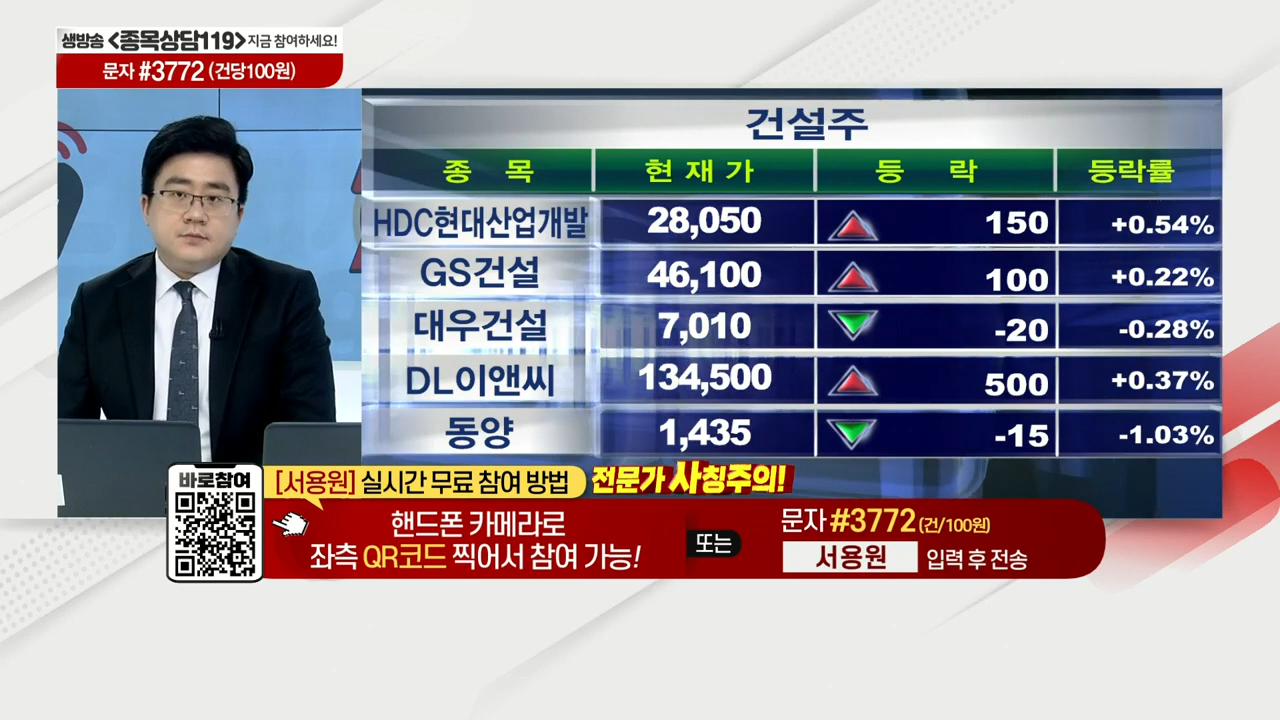 생방송 <종목상담119> 지금 참여하세요!
문자 #3772 (건당100원)
건설주
종 목 현 재 가 등 락 등락률
HDC현대산업개발 28,050 150 +0.54%
GS건설 46,100 100 +0.22%
대우건설 7,010 -20 -0.28%
DL이앤씨 134,500 500 +0.37%
동양 1,435 -15 -1.03%
바로참여
[서용원] 실시간 무료 참여 방법 전문가 사칭주의!
핸드폰 카메라로
좌측 QR코드 찍어서 참여 가능!
또는
문자 #3772 (건/100원)
서용원 입력 후 전송